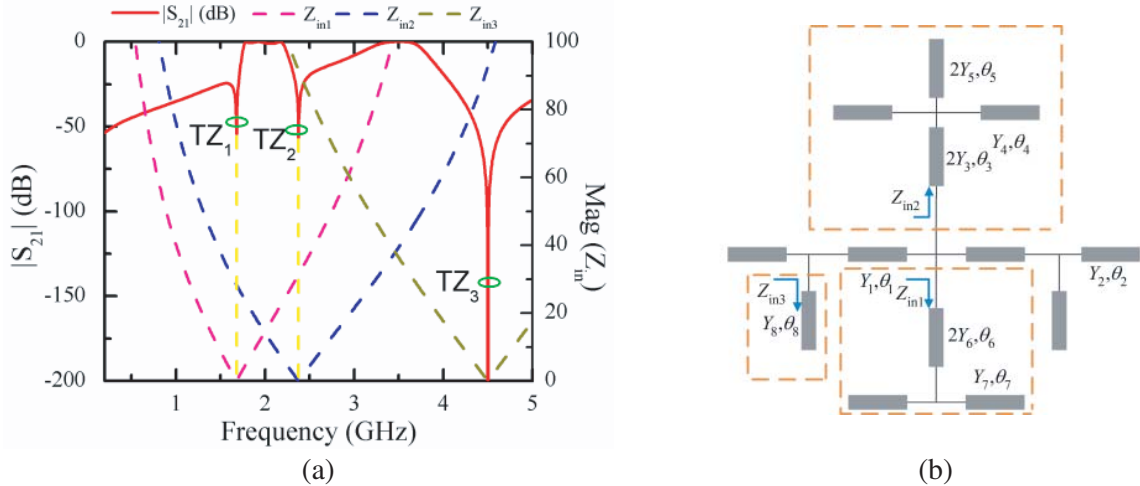 |S21| (dB) Zin1 Zin2 Zin3
0
-50
-100
-150
-200
|S21| (dB)
100
80
60
40
20
0
Mag (Zin)
TZ1
TZ2
TZ3
1 2 3 4 5
Frequency (GHz)
(a)
2Y5,θ5
Y4,θ4
2Y3,θ3
Zin2
Y2,θ2
Y1,θ1
Zin1
Zin3
Y8,θ8
2Y6,θ6
Y7,θ7
(b)